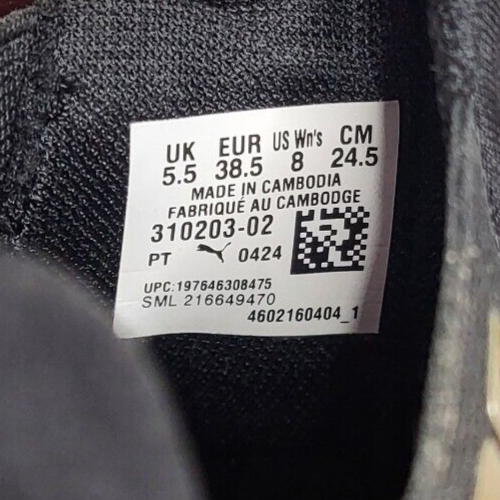 UK EUR US Wn's CM
5.5 38.5 8 24.5
MADE IN CAMBODIA
FABRIQUÉ AU CAMBODGE
310203-02
PT 0424
UPC:197646308475
SML 216649470
4602160404_1